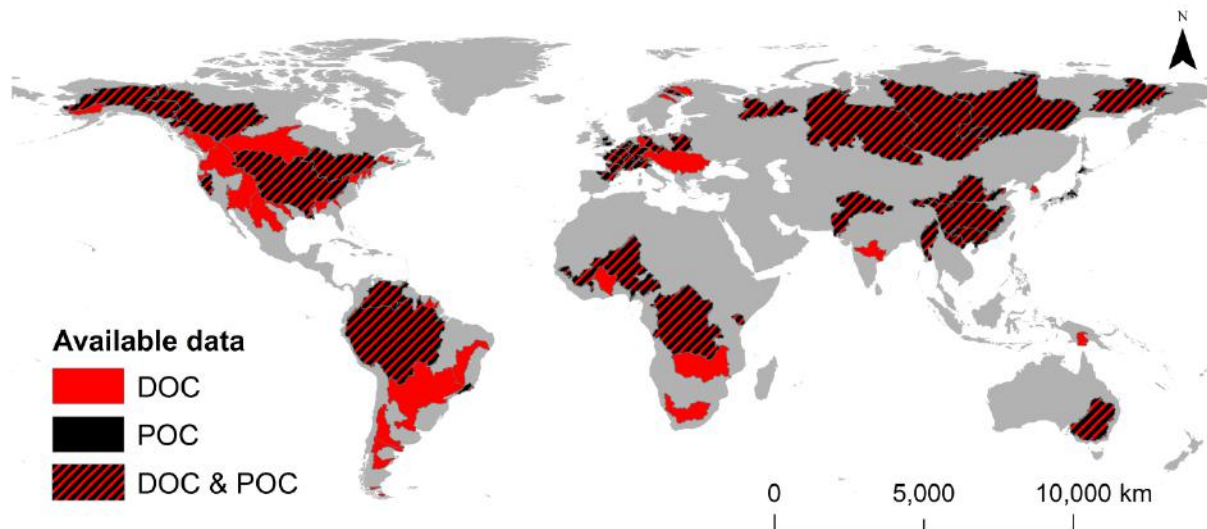 N
Available data
DOC
POC
DOC & POC
0 5,000 10,000 km